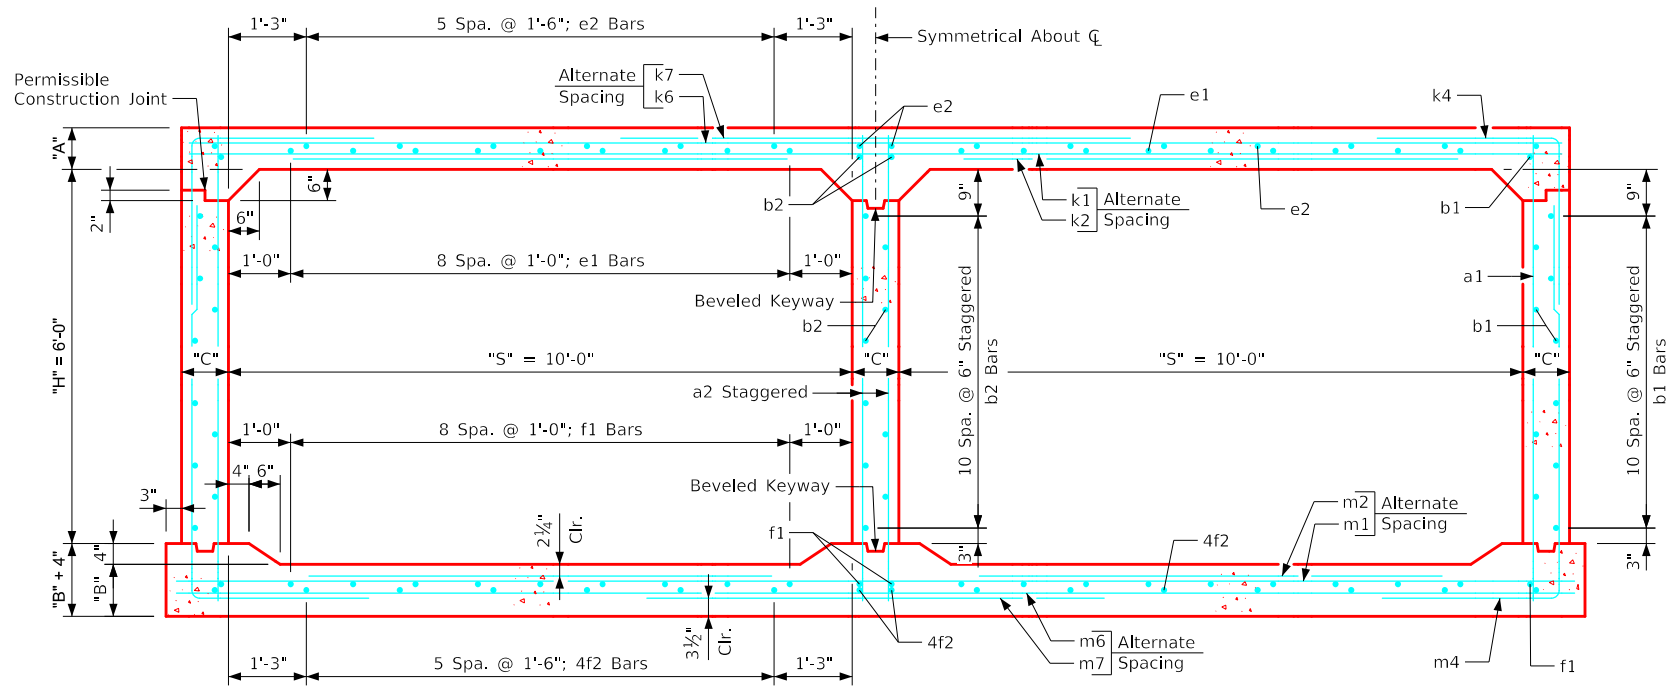 1'-3"
5 Spa. @ 1'-6"; e2 Bars
1'-3"
Symmetrical About ℄
Permissible
Construction Joint
Alternate
Spacing
k7
k6
e2
e1
k4
"A"
6"
9"
9"
2"
6"
b2
k1
k2
Alternate
Spacing
e2
b1
1'-0"
8 Spa. @ 1'-0"; e1 Bars
1'-0"
Beveled Keyway
a1
b2
b1
"H" = 6'-0"
"C"
"S" = 10'-0"
"C"
"S" = 10'-0"
"C"
10 Spa. @ 6" Staggered
b2 Bars
10 Spa. @ 6" Staggered
b1 Bars
a2 Staggered
1'-0"
8 Spa. @ 1'-0"; f1 Bars
1'-0"
4"
6"
3"
Beveled Keyway
m2
m1
Alternate
Spacing
2¼"
Clr.
f1
4f2
3"
3"
"B" + 4"
4"
"B"
3½"
Clr.
4f2
m6
m7
Alternate
Spacing
m4
f1
1'-3"
5 Spa. @ 1'-6"; 4f2 Bars
1'-3"